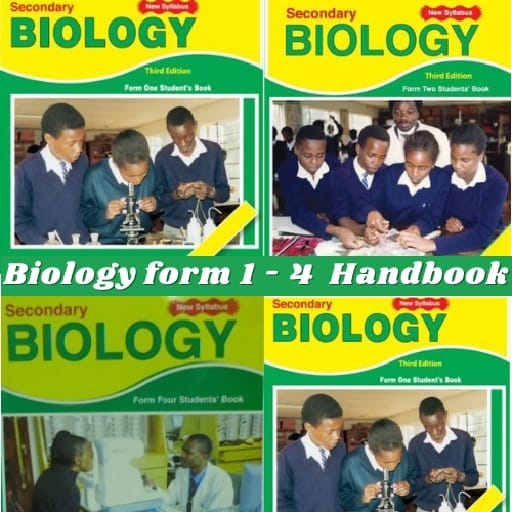 Secondary
New Syllabus
BIOLOGY
Third Edition
Form One Student's Book
Secondary
New Syllabus
BIOLOGY
Third Edition
Form Two Students' Book
Biology form 1 - 4 Handbook
Secondary
New Syllabus
BIOLOGY
Form Four Students' Book
Secondary
New Syllabus
BIOLOGY
Third Edition
Form One Student's Book